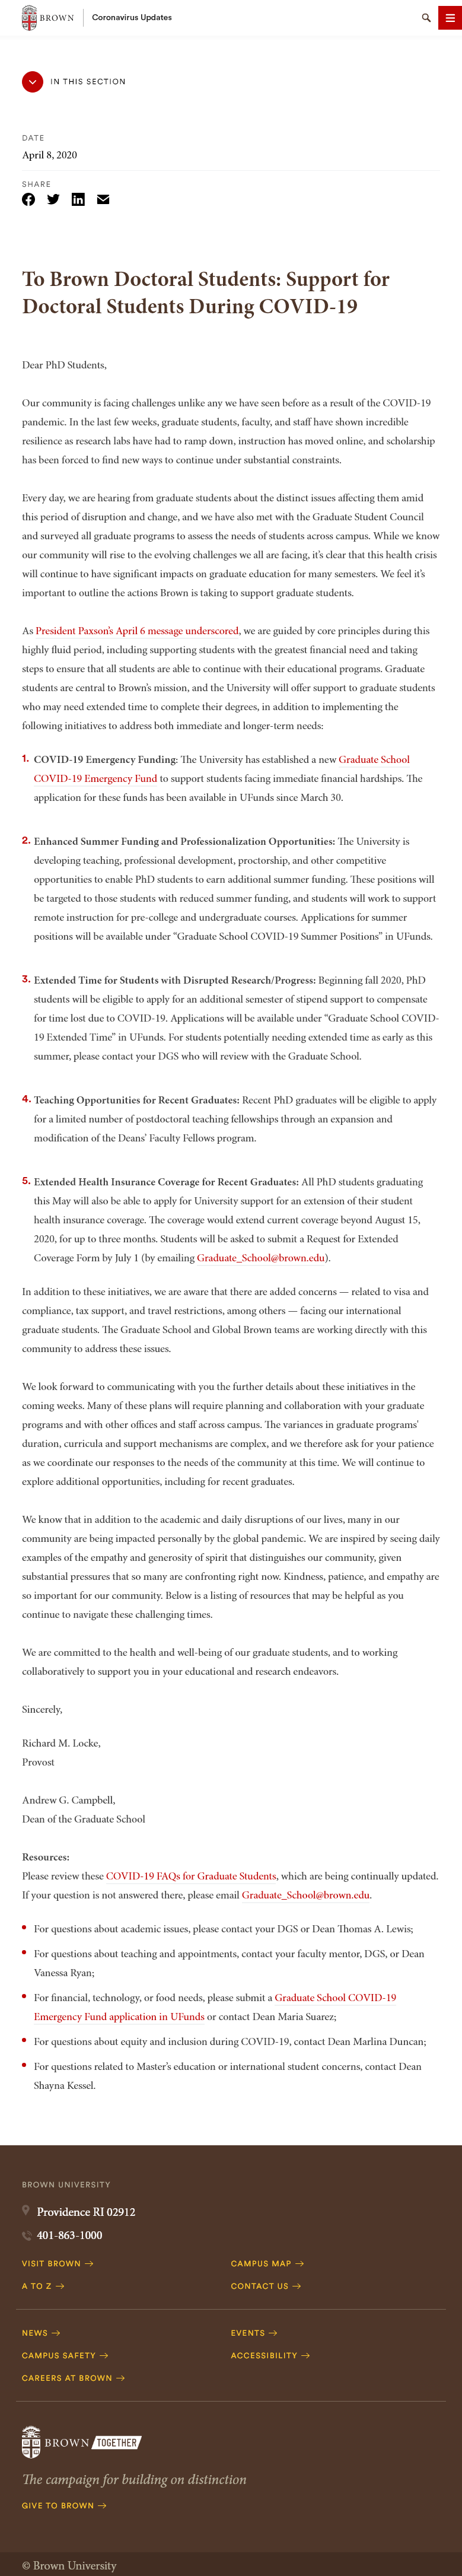 BROWN
Coronavirus Updates
IN THIS SECTION
DATE
April 8, 2020
SHARE
To Brown Doctoral Students: Support for
Doctoral Students During COVID-19
Dear PhD Students,
Our community is facing challenges unlike any we have seen before as a result of the COVID-19
pandemic. In the last few weeks, graduate students, faculty, and staff have shown incredible
resilience as research labs have had to ramp down, instruction has moved online, and scholarship
has been forced to find new ways to continue under substantial constraints.
Every day, we are hearing from graduate students about the distinct issues affecting them amid
this period of disruption and change, and we have also met with the Graduate Student Council
and surveyed all graduate programs to assess the needs of students across campus. While we know
our community will rise to the evolving challenges we all are facing, it's clear that this health crisis
will continue to have significant impacts on graduate education for many semesters. We feel it's
important to outline the actions Brown is taking to support graduate students.
As President Paxson's April 6 message underscored, we are guided by core principles during this
highly fluid period, including supporting students with the greatest financial need and taking
steps to ensure that all students are able to continue with their educational programs. Graduate
students are central to Brown's mission, and the University will offer support to graduate students
who may need extended time to complete their degrees, in addition to implementing the
following initiatives to address both immediate and longer-term needs:
1. COVID-19 Emergency Funding: The University has established a new Graduate School
COVID-19 Emergency Fund to support students facing immediate financial hardships. The
application for these funds has been available in UFunds since March 30.
2. Enhanced Summer Funding and Professionalization Opportunities: The University is
developing teaching, professional development, proctorship, and other competitive
opportunities to enable PhD students to earn additional summer funding. These positions will
be targeted to those students with reduced summer funding, and students will work to support
remote instruction for pre-college and undergraduate courses. Applications for summer
positions will be available under “Graduate School COVID-19 Summer Positions” in UFunds.
3. Extended Time for Students with Disrupted Research/Progress: Beginning fall 2020, PhD
students will be eligible to apply for an additional semester of stipend support to compensate
for time lost due to COVID-19. Applications will be available under “Graduate School COVID-
19 Extended Time” in UFunds. For students potentially needing extended time as early as this
summer, please contact your DGS who will review with the Graduate School.
4. Teaching Opportunities for Recent Graduates: Recent PhD graduates will be eligible to apply
for a limited number of postdoctoral teaching fellowships through an expansion and
modification of the Deans' Faculty Fellows program.
5. Extended Health Insurance Coverage for Recent Graduates: All PhD students graduating
this May will also be able to apply for University support for an extension of their student
health insurance coverage. The coverage would extend current coverage beyond August 15,
2020, for up to three months. Students will be asked to submit a Request for Extended
Coverage Form by July 1 (by emailing Graduate_School@brown.edu).
In addition to these initiatives, we are aware that there are added concerns — related to visa and
compliance, tax support, and travel restrictions, among others — facing our international
graduate students. The Graduate School and Global Brown teams are working directly with this
community to address these issues.
We look forward to communicating with you the further details about these initiatives in the
coming weeks. Many of these plans will require planning and collaboration with your graduate
programs and with other offices and staff across campus. The variances in graduate programs'
duration, curricula and support mechanisms are complex, and we therefore ask for your patience
as we coordinate our responses to the needs of the community at this time. We will continue to
explore additional opportunities, including for recent graduates.
We know that in addition to the academic and daily disruptions of our lives, many in our
community are being impacted personally by the global pandemic. We are inspired by seeing daily
examples of the empathy and generosity of spirit that distinguishes our community, given
substantial pressures that so many are confronting right now. Kindness, patience, and empathy are
so important for our community. Below is a listing of resources that may be helpful as you
continue to navigate these challenging times.
We are committed to the health and well-being of our graduate students, and to working
collaboratively to support you in your educational and research endeavors.
Sincerely,
Richard M. Locke,
Provost
Andrew G. Campbell,
Dean of the Graduate School
Resources:
Please review these COVID-19 FAQs for Graduate Students, which are being continually updated.
If your question is not answered there, please email Graduate_School@brown.edu.
For questions about academic issues, please contact your DGS or Dean Thomas A. Lewis;
For questions about teaching and appointments, contact your faculty mentor, DGS, or Dean
Vanessa Ryan;
For financial, technology, or food needs, please submit a Graduate School COVID-19
Emergency Fund application in UFunds or contact Dean Maria Suarez;
For questions about equity and inclusion during COVID-19, contact Dean Marlina Duncan;
For questions related to Master's education or international student concerns, contact Dean
Shayna Kessel.
BROWN UNIVERSITY
Providence RI 02912
401-863-1000
VISIT BROWN
CAMPUS MAP
A TO Z
CONTACT US
NEWS
EVENTS
CAMPUS SAFETY
ACCESSIBILITY
CAREERS AT BROWN
BROWN TOGETHER
The campaign for building on distinction
GIVE TO BROWN
© Brown University